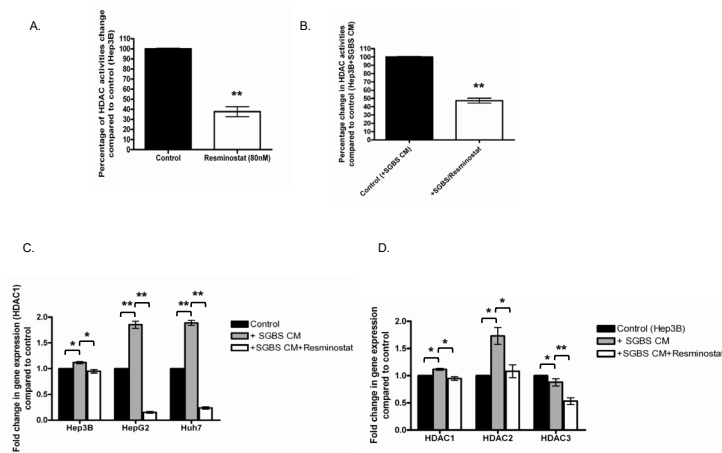 A.
Percentage of HDAC activities change
compared to control (Hep3B)
110
100
90
80
70
60
50
40
30
20
10
0
**
Control
Resminostat (80nM)
B.
Percentage change in HDAC activities
compared to control (Hep3B+SGBS CM)
110
100
90
80
70
60
50
40
30
20
10
0
**
Control (+SGBS CM)
+SGBS/Resminostat
C.
Fold change in gene expression (HDAC1)
compared to control
2.0
1.5
1.0
0.5
0.0
* *
** **
** **
Hep3B
HepG2
Huh7
Control
+ SGBS CM
+SGBS CM+Resminostat
D.
Fold change in gene expression
compared to control
2.0
1.5
1.0
0.5
0.0
* *
* *
* **
HDAC1
HDAC2
HDAC3
Control (Hep3B)
+ SGBS CM
+SGBS CM+Resminostat